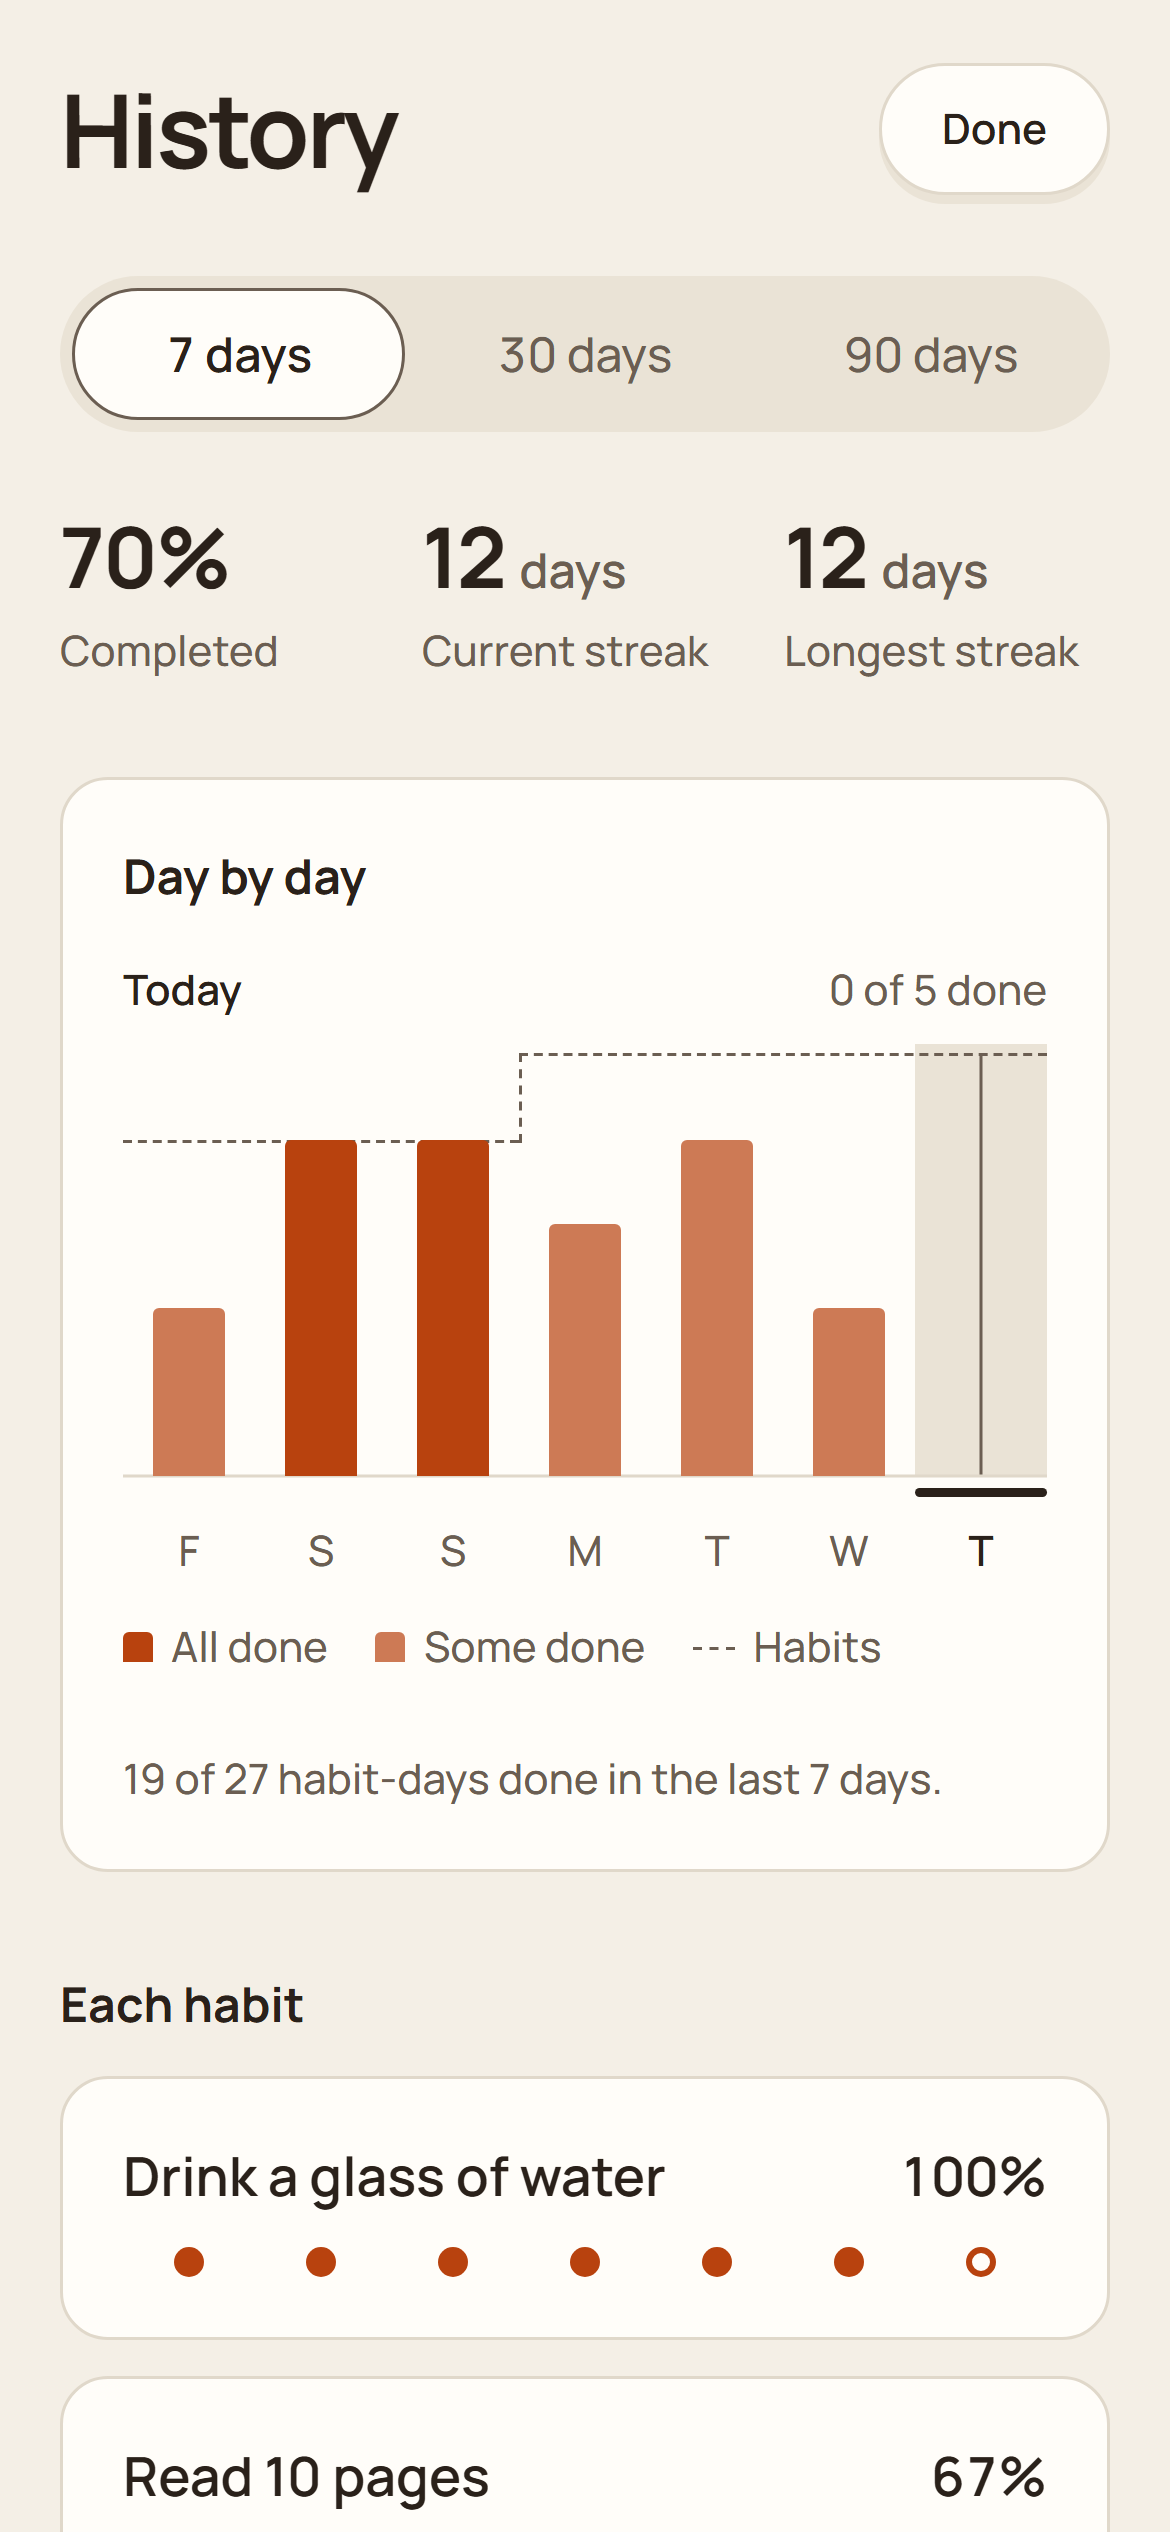 History
Done
7 days
30 days
90 days
70%
Completed
12 days
Current streak
12 days
Longest streak
Day by day
Today
0 of 5 done
F S S M T W T
All done
Some done
Habits
19 of 27 habit-days done in the last 7 days.
Each habit
Drink a glass of water
100%
Read 10 pages
67%